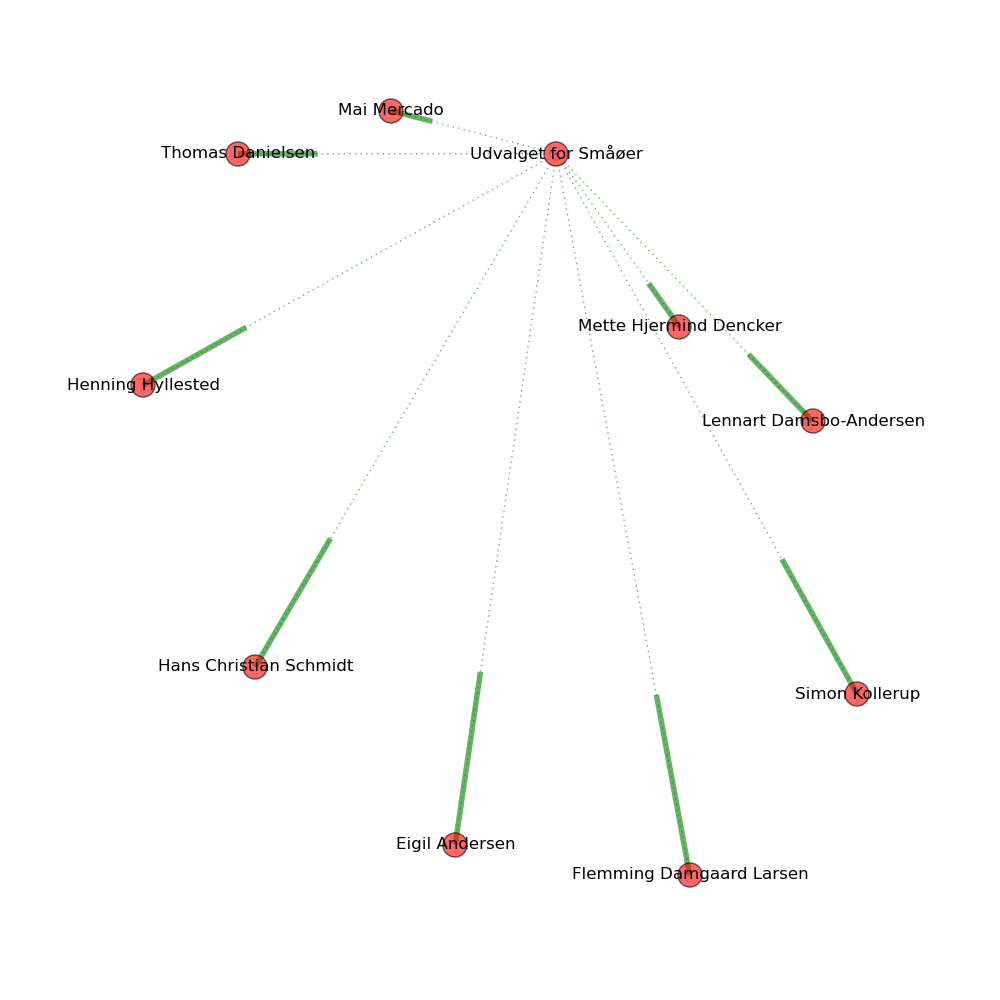 Mai Mercado
Thomas Danielsen
Udvalget for Småøer
Mette Hjermind Dencker
Henning Hyllested
Lennart Damsbo-Andersen
Hans Christian Schmidt
Simon Kollerup
Eigil Andersen
Flemming Damgaard Larsen